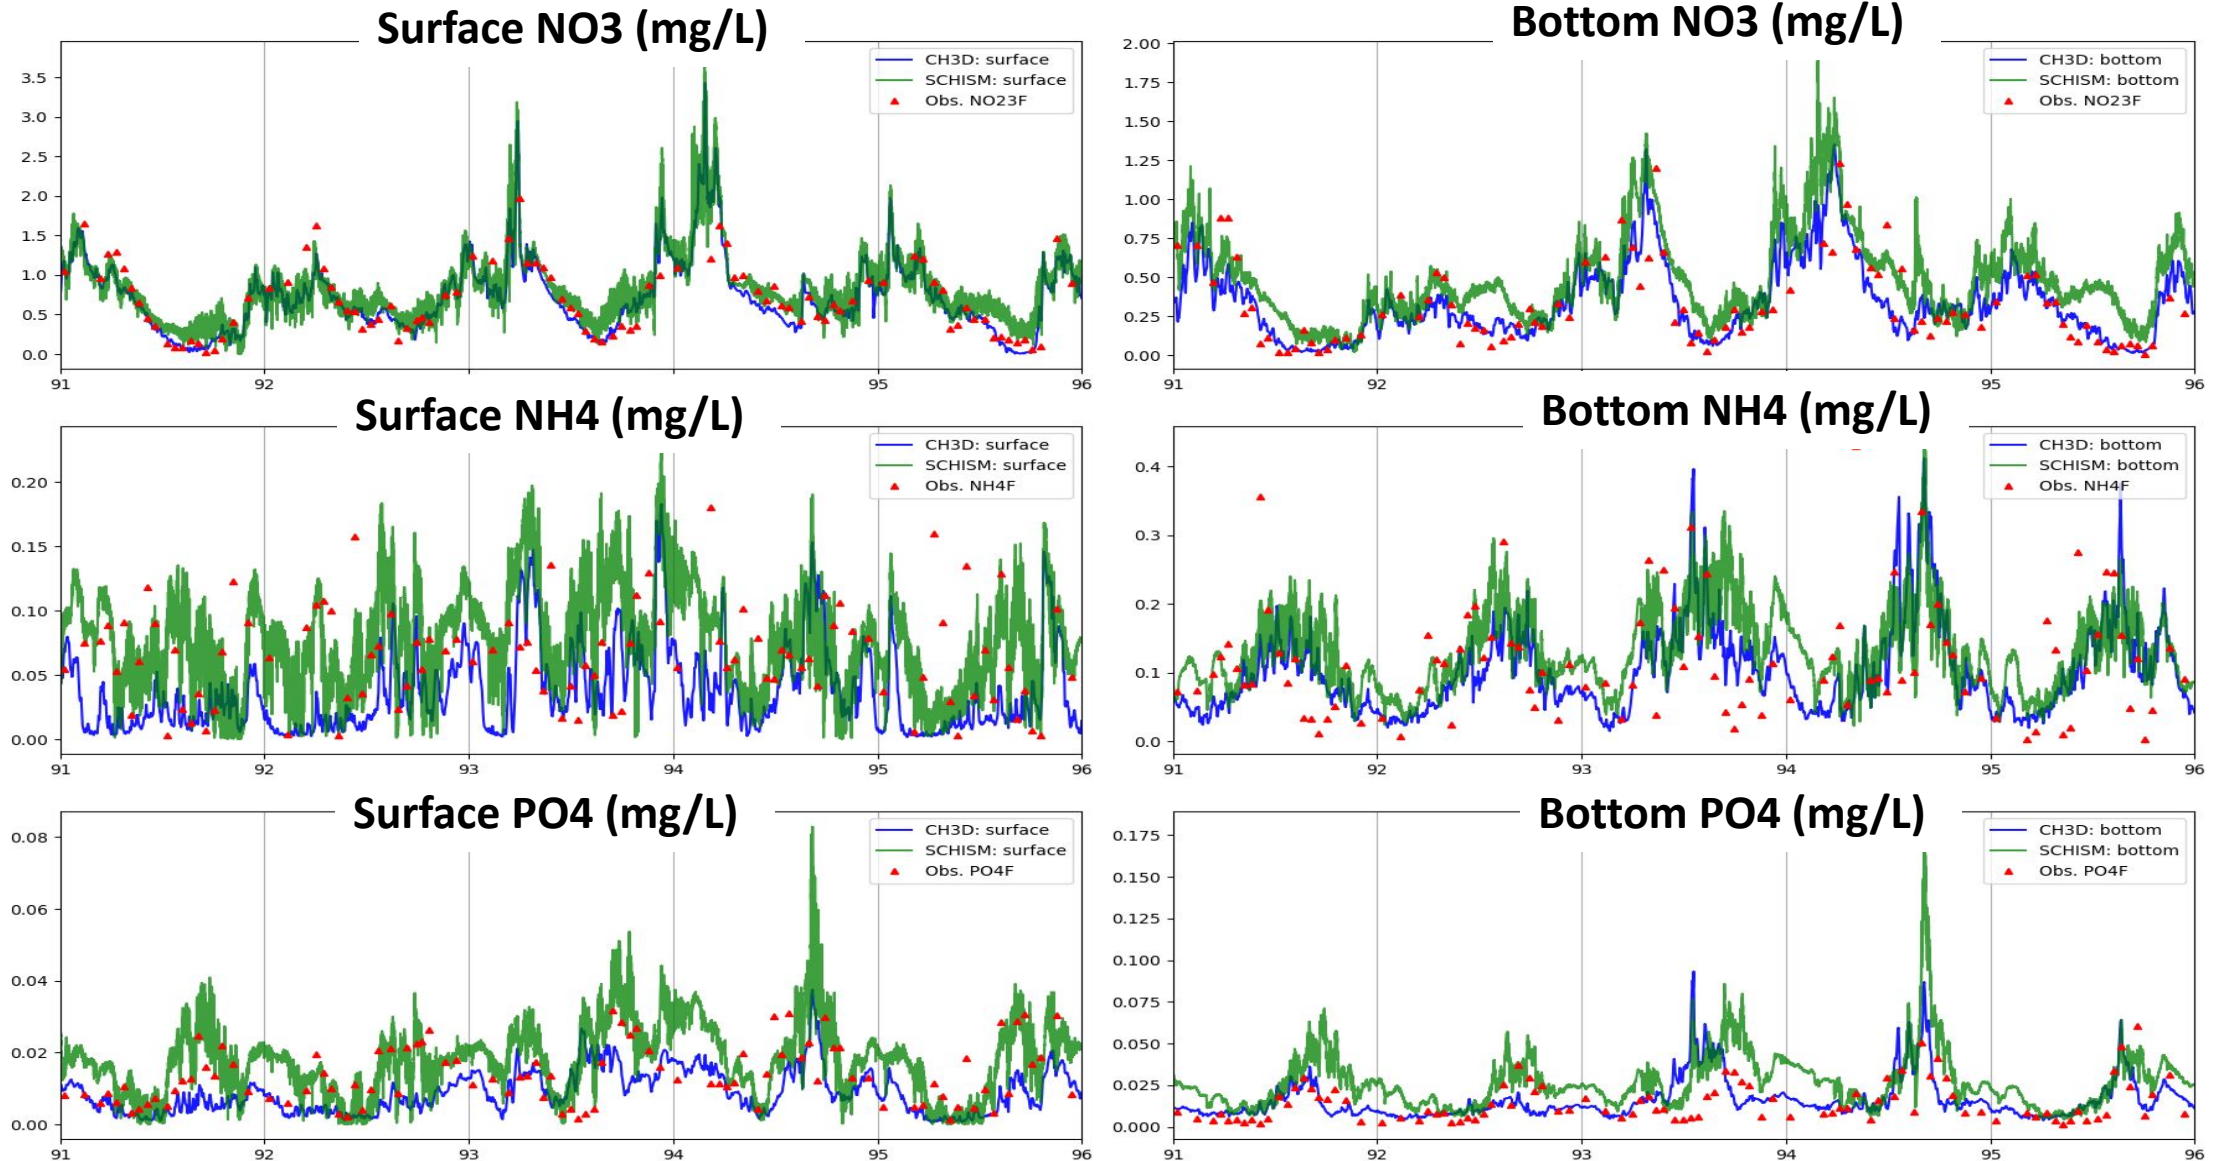 Surface NO3 (mg/L)
CH3D: surface
SCHISM: surface
Obs. NO23F
3.5
3.0
2.5
2.0
1.5
1.0
0.5
0.0
91 92 93 94 95 96
Bottom NO3 (mg/L)
CH3D: bottom
SCHISM: bottom
Obs. NO23F
2.00
1.75
1.50
1.25
1.00
0.75
0.50
0.25
0.00
91 92 93 94 95 96
Surface NH4 (mg/L)
CH3D: surface
SCHISM: surface
Obs. NH4F
0.20
0.15
0.10
0.05
0.00
91 92 93 94 95 96
Bottom NH4 (mg/L)
CH3D: bottom
SCHISM: bottom
Obs. NH4F
0.4
0.3
0.2
0.1
0.0
91 92 93 94 95 96
Surface PO4 (mg/L)
CH3D: surface
SCHISM: surface
Obs. PO4F
0.08
0.06
0.04
0.02
0.00
91 92 93 94 95 96
Bottom PO4 (mg/L)
CH3D: bottom
SCHISM: bottom
Obs. PO4F
0.175
0.150
0.125
0.100
0.075
0.050
0.025
0.000
91 92 93 94 95 96